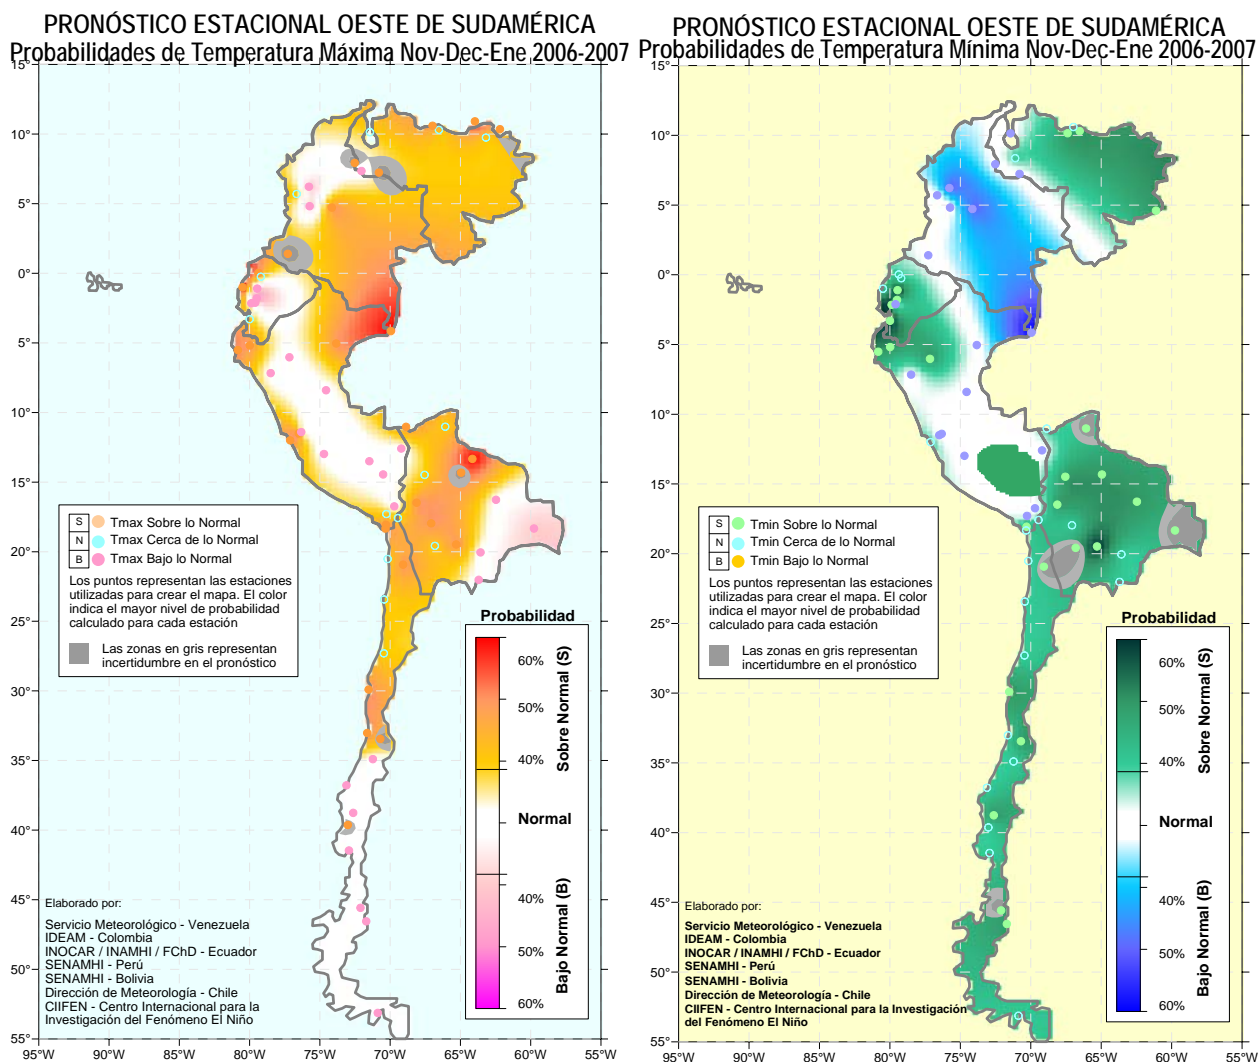 PRONÓSTICO ESTACIONAL OESTE DE SUDAMÉRICA
Probabilidades de Temperatura Máxima Nov-Dec-Ene 2006-2007
15°
10°
5°
0°
5°
10°
15°
20°
25°
30°
35°
40°
45°
50°
55°
95°W
90°W
85°W
80°W
75°W
70°W
65°W
60°W
55°W
S Tmax Sobre lo Normal
N Tmax Cerca de lo Normal
B Tmax Bajo lo Normal
Los puntos representan las estaciones
utilizadas para crear el mapa. El color
indica el mayor nivel de probabilidad
calculado para cada estación
Las zonas en gris representan
incertidumbre en el pronóstico
Probabilidad
60%
50%
40%
Sobre Normal (S)
Normal
40%
50%
60%
Bajo Normal (B)
Elaborado por:
Servicio Meteorológico - Venezuela
IDEAM - Colombia
INOCAR / INAMHI / FChD - Ecuador
SENAMHI - Perú
SENAMHI - Bolivia
Dirección de Meteorología - Chile
CIIFEN - Centro Internacional para la
Investigación del Fenómeno El Niño
PRONÓSTICO ESTACIONAL OESTE DE SUDAMÉRICA
Probabilidades de Temperatura Mínima Nov-Dec-Ene 2006-2007
15°
10°
5°
0°
5°
10°
15°
20°
25°
30°
35°
40°
45°
50°
55°
95°W
90°W
85°W
80°W
75°W
70°W
65°W
60°W
55°W
S Tmin Sobre lo Normal
N Tmin Cerca de lo Normal
B Tmin Bajo lo Normal
Los puntos representan las estaciones
utilizadas para crear el mapa. El color
indica el mayor nivel de probabilidad
calculado para cada estación
Las zonas en gris representan
incertidumbre en el pronóstico
Probabilidad
60%
50%
40%
Sobre Normal (S)
Normal
40%
50%
60%
Bajo Normal (B)
Elaborado por:
Servicio Meteorológico - Venezuela
IDEAM - Colombia
INOCAR / INAMHI / FChD - Ecuador
SENAMHI - Perú
SENAMHI - Bolivia
Dirección de Meteorología - Chile
CIIFEN - Centro Internacional para la Investigación
del Fenómeno El Niño